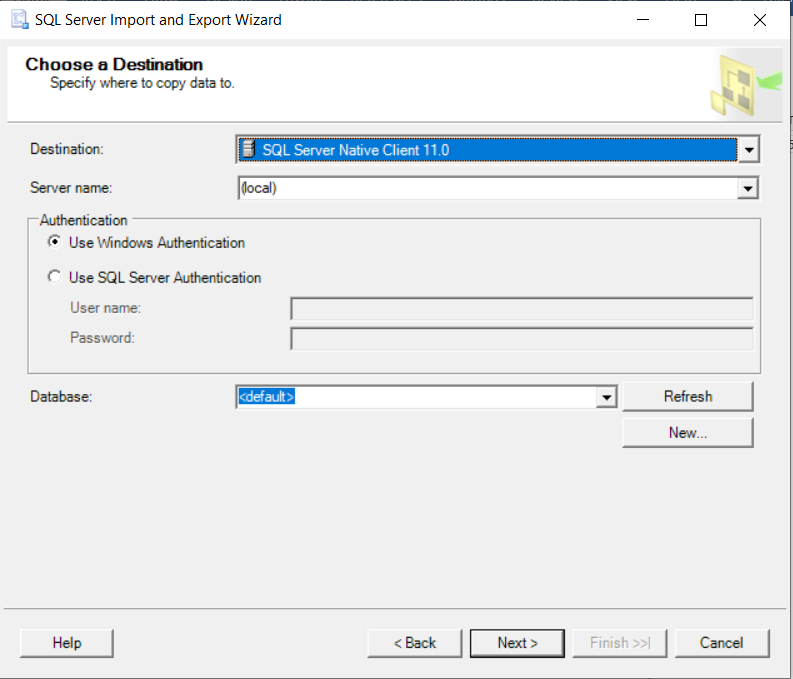 SQL Server Import and Export Wizard
Choose a Destination
Specify where to copy data to.
Destination:
SQL Server Native Client 11.0
Server name:
(local)
Authentication
Use Windows Authentication
Use SQL Server Authentication
User name:
Password:
Database:
<default>
Refresh
New...
Help
< Back
Next >
Finish >>|
Cancel